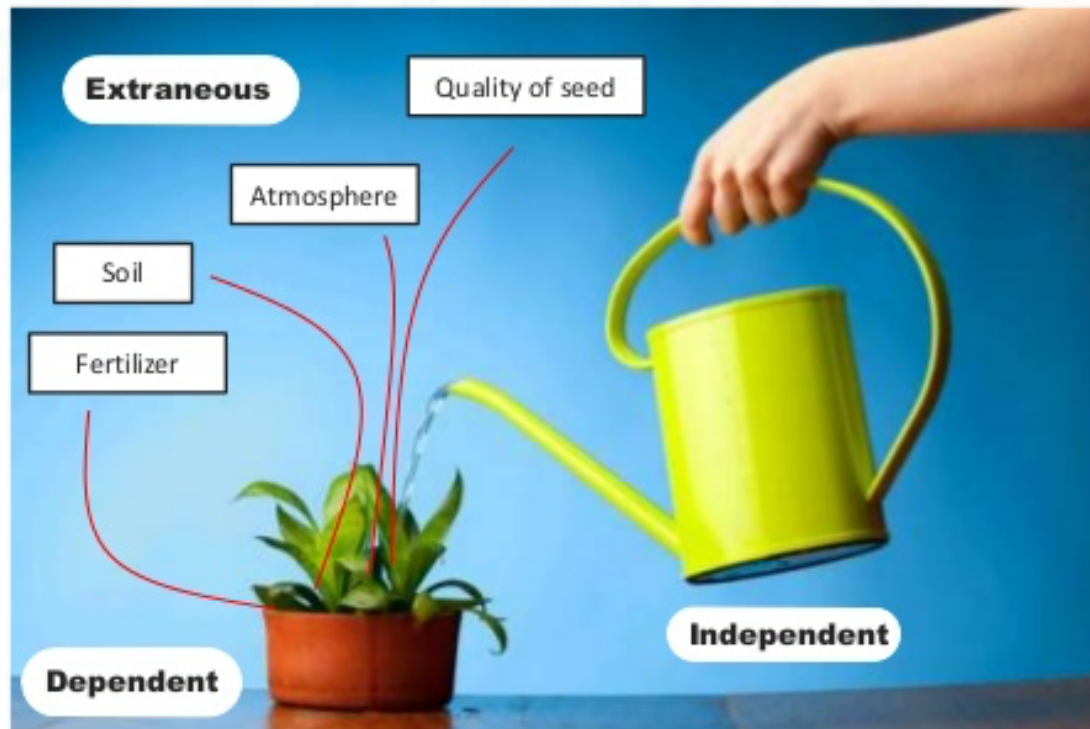 Extraneous
Quality of seed
Atmosphere
Soil
Fertilizer
Independent
Dependent